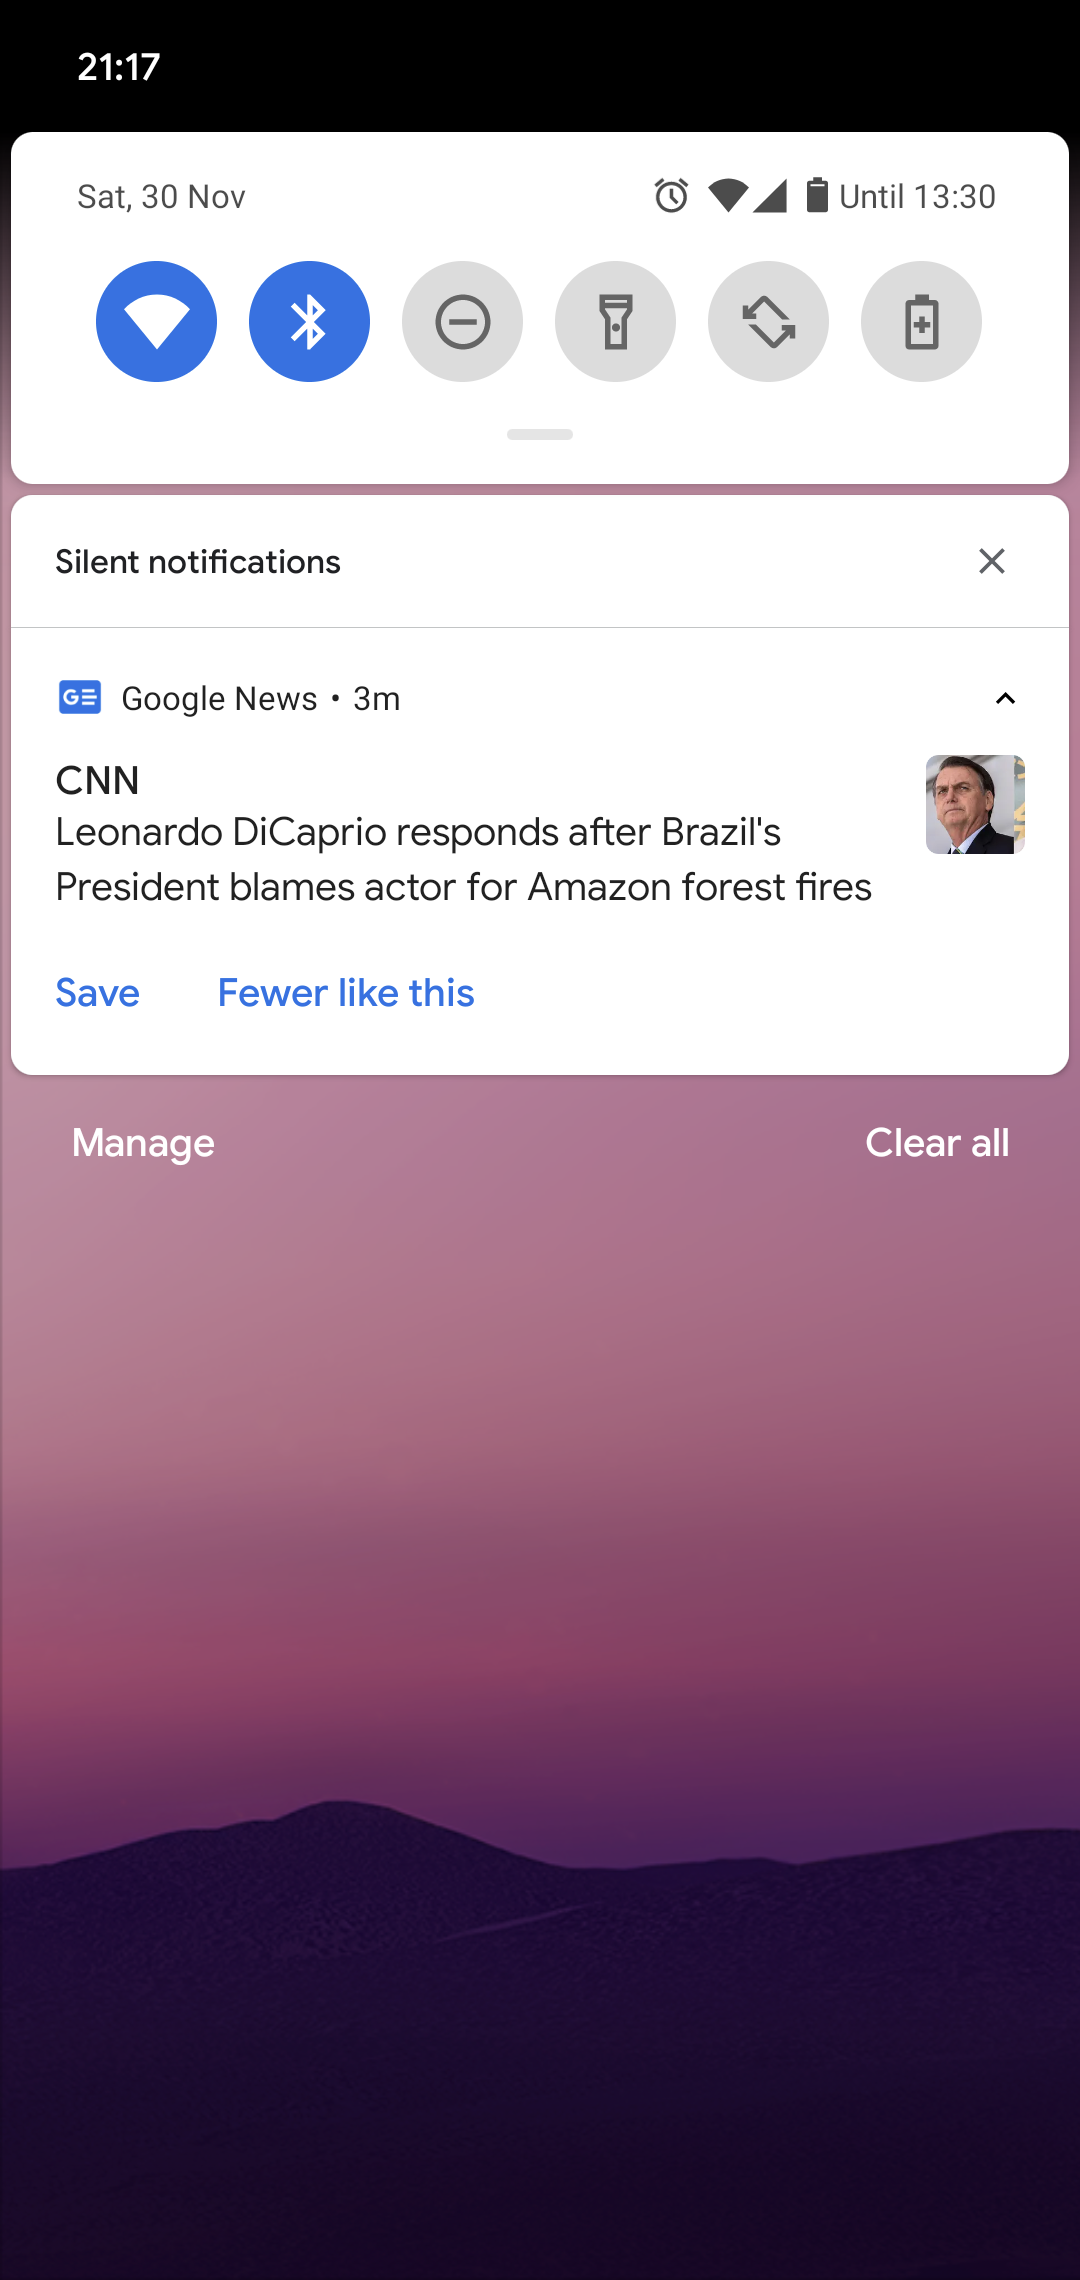 21:17
Sat, 30 Nov
Until 13:30
Silent notifications
GE Google News • 3m
CNN
Leonardo DiCaprio responds after Brazil's
President blames actor for Amazon forest fires
Save Fewer like this
Manage Clear all